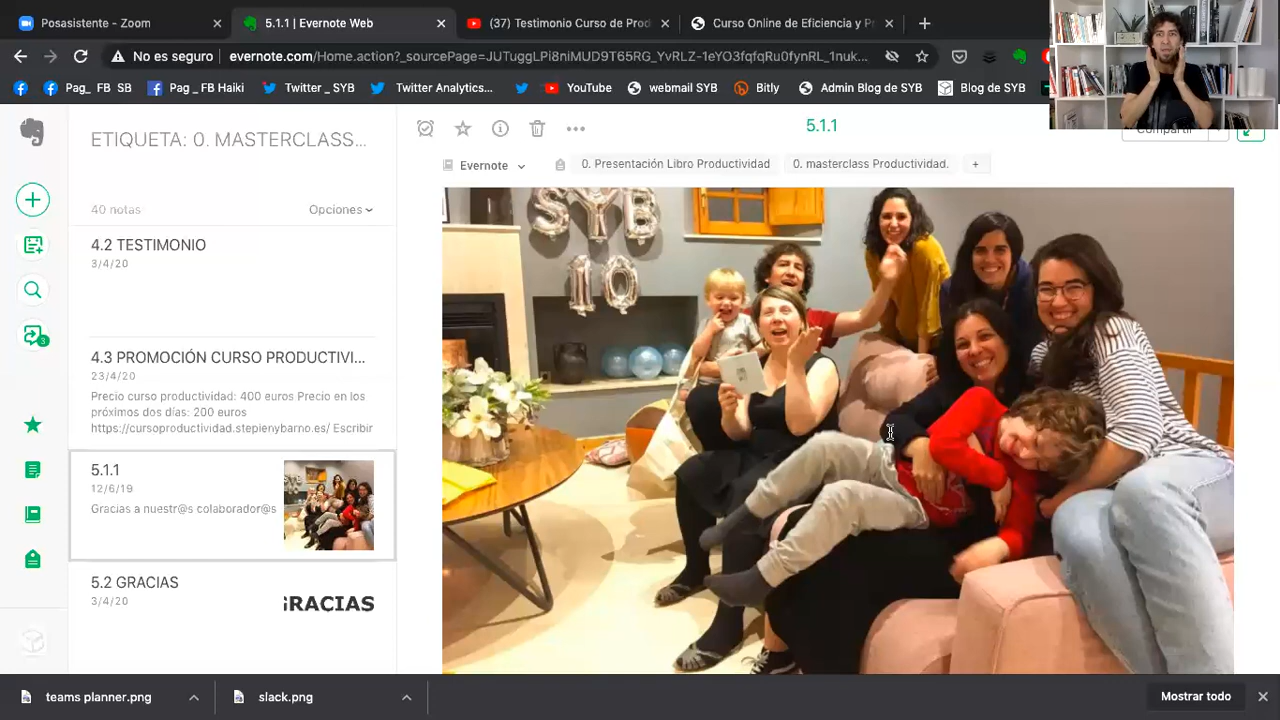 Posasistente - Zoom
5.1.1 | Evernote Web
(37) Testimonio Curso de Prod
Curso Online de Eficiencia y Pr
No es seguro
evernote.com/Home.action?_sourcePage=JUTuggLPi8niMUD9T65RG_YvRLZ-1eYO3fqfqRu0fynRL_1nuk...
Pag_ FB SB
Pag _ FB Haiki
Twitter _ SYB
Twitter Analytics...
YouTube
webmail SYB
Bitly
Admin Blog de SYB
Blog de SYB
ETIQUETA: 0. MASTERCLASS...
5.1.1
Compartir
Evernote
0. Presentación Libro Productividad
0. masterclass Productividad.
+
40 notas
Opciones
4.2 TESTIMONIO
3/4/20
3
4.3 PROMOCIÓN CURSO PRODUCTIVI...
23/4/20
Precio curso productividad: 400 euros Precio en los
próximos dos días: 200 euros
https://cursoproductividad.stepienybarno.es/ Escribir
5.1.1
12/6/19
Gracias a nuestr@s colaborador@s
5.2 GRACIAS
3/4/20
GRACIAS
SYB
10
teams planner.png
slack.png
Mostrar todo